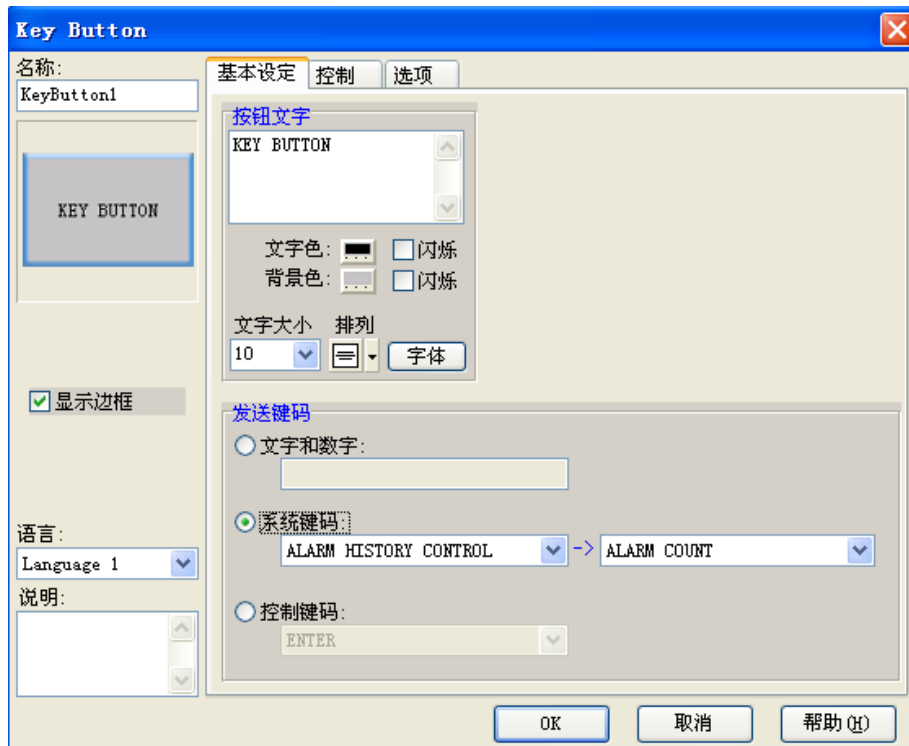 Key Button
名称:
KeyButton1
KEY BUTTON
显示边框
语言:
Language 1
说明:
基本设定 控制 选项
按钮文字
KEY BUTTON
文字色: ... 闪烁
背景色: ... 闪烁
文字大小 排列
10 字体
发送键码
文字和数字:
系统键码:
ALARM HISTORY CONTROL -> ALARM COUNT
控制键码:
ENTER
OK 取消 帮助(H)